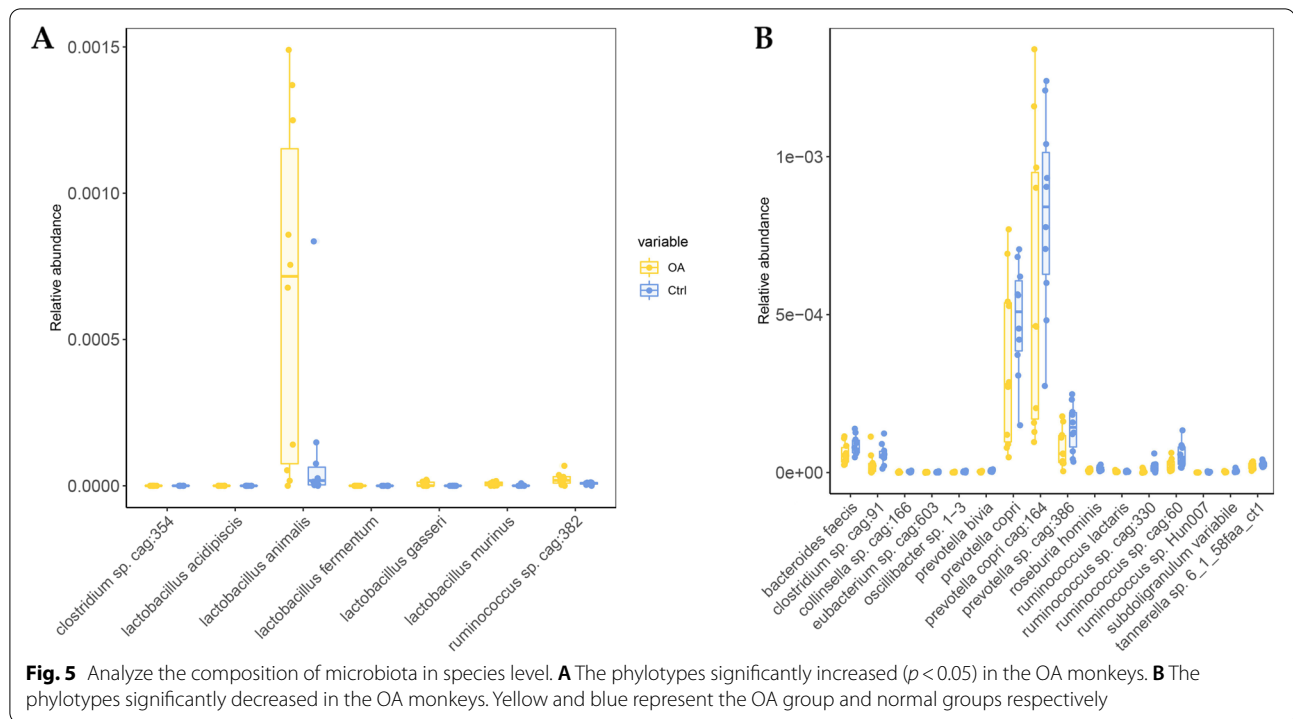 A
0.0015
0.0010
0.0005
0.0000
Relative abundance
clostridium sp. cag:354
lactobacillus acidipiscis
lactobacillus animalis
lactobacillus fermentum
lactobacillus gasseri
lactobacillus murinus
ruminococcus sp. cag:382
variable
OA
Ctrl
B
1e−03
5e−04
0e+00
Relative abundance
bacteroides faecis
clostridium sp. cag:91
collinsella sp. cag:166
eubacterium sp. cag:603
oscillibacter sp. 1−3
prevotella bivia
prevotella copri
prevotella copri cag:164
prevotella sp. cag:386
roseburia hominis
ruminococcus lactaris
ruminococcus sp. cag:330
ruminococcus sp. cag:60
ruminococcus sp. Hun007
subdoligranulum variabile
tannerella sp. 6_1_58faa_ct1
Fig. 5 Analyze the composition of microbiota in species level. A The phylotypes significantly increased (p < 0.05) in the OA monkeys. B The
phylotypes significantly decreased in the OA monkeys. Yellow and blue represent the OA group and normal groups respectively